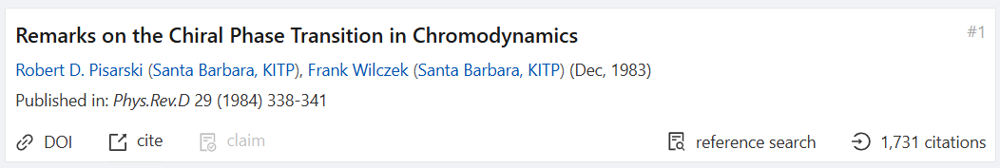 Remarks on the Chiral Phase Transition in Chromodynamics #1
Robert D. Pisarski (Santa Barbara, KITP), Frank Wilczek (Santa Barbara, KITP) (Dec, 1983)
Published in: Phys.Rev.D 29 (1984) 338-341
DOI cite claim reference search 1,731 citations